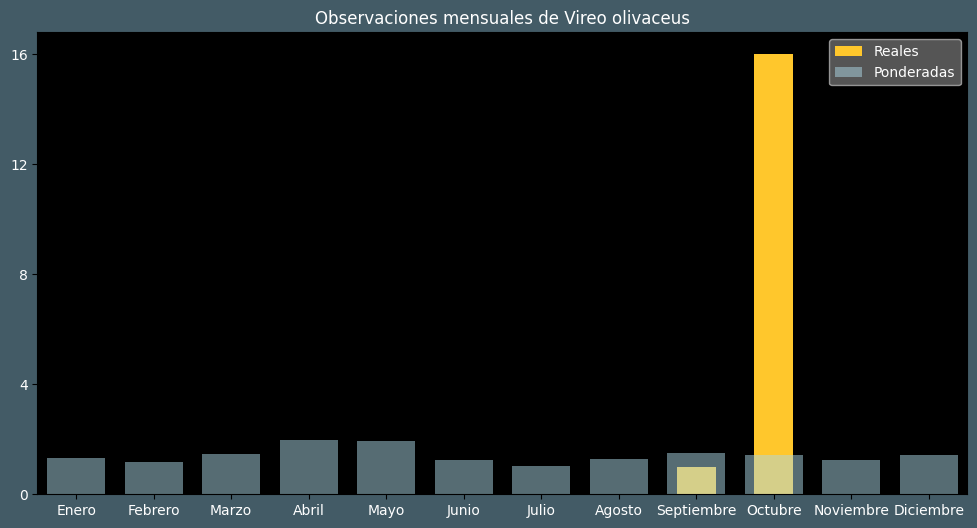 Observaciones mensuales de Vireo olivaceus
Reales
Ponderadas
16
12
8
4
0
Enero Febrero Marzo Abril Mayo Junio Julio Agosto Septiembre Octubre Noviembre Diciembre